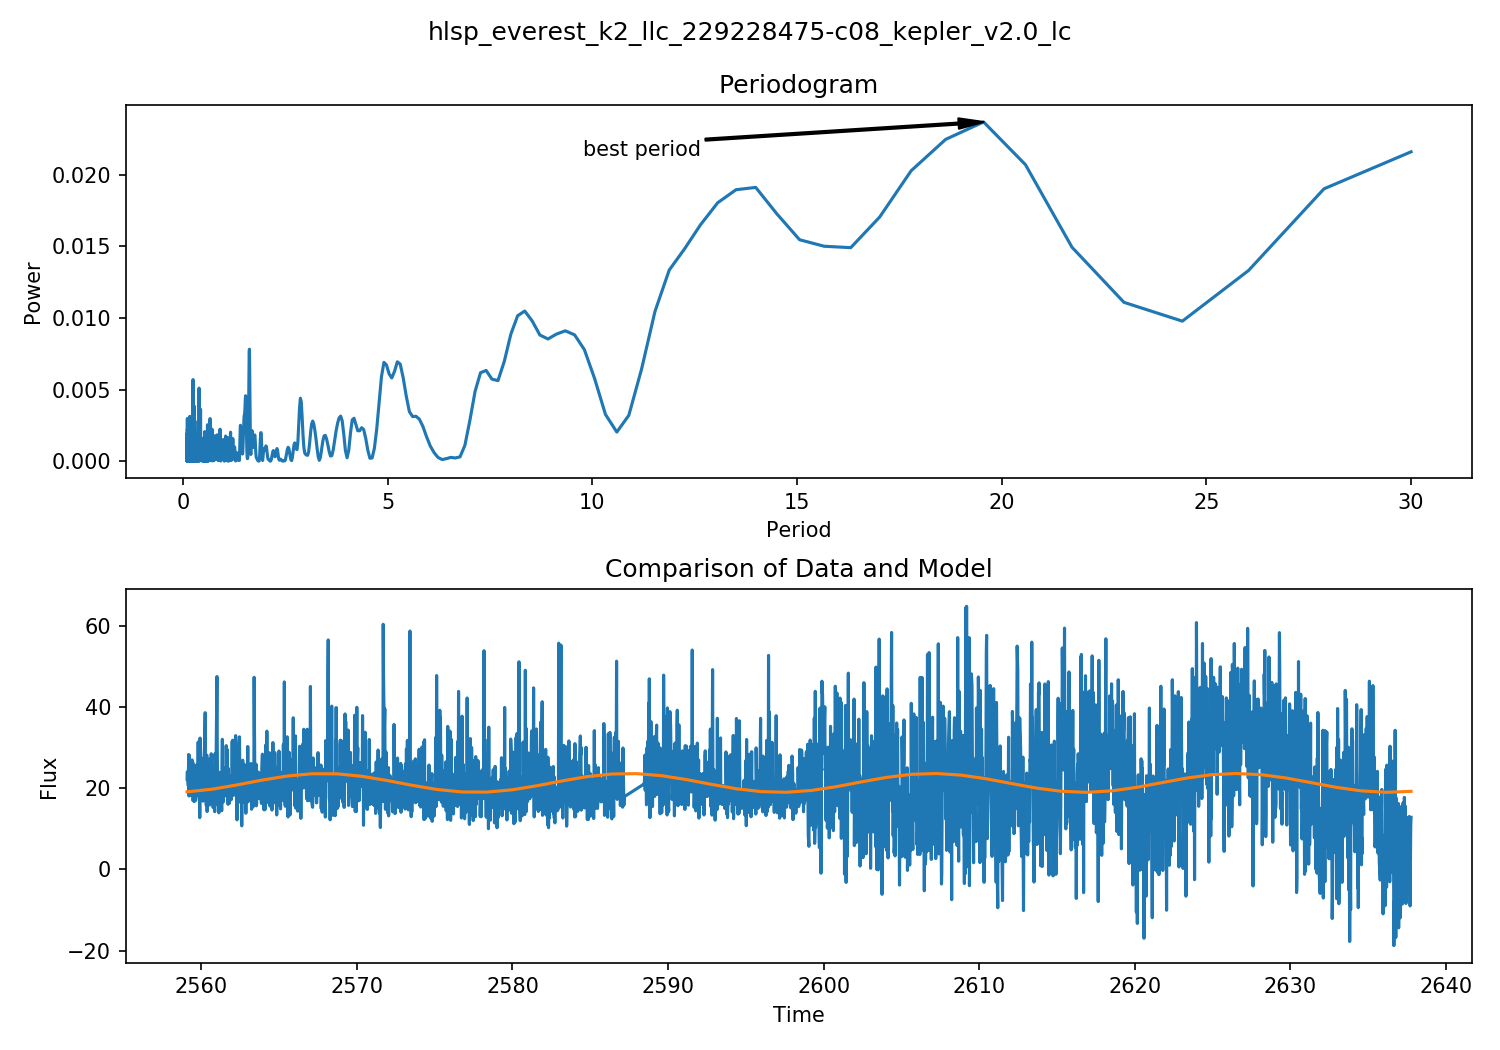 hlsp_everest_k2_llc_229228475-c08_kepler_v2.0_lc
Periodogram
best period
0.020
0.015
0.010
0.005
0.000
Power
0 5 10 15 20 25 30
Period
Comparison of Data and Model
60
40
20
0
−20
Flux
2560 2570 2580 2590 2600 2610 2620 2630 2640
Time